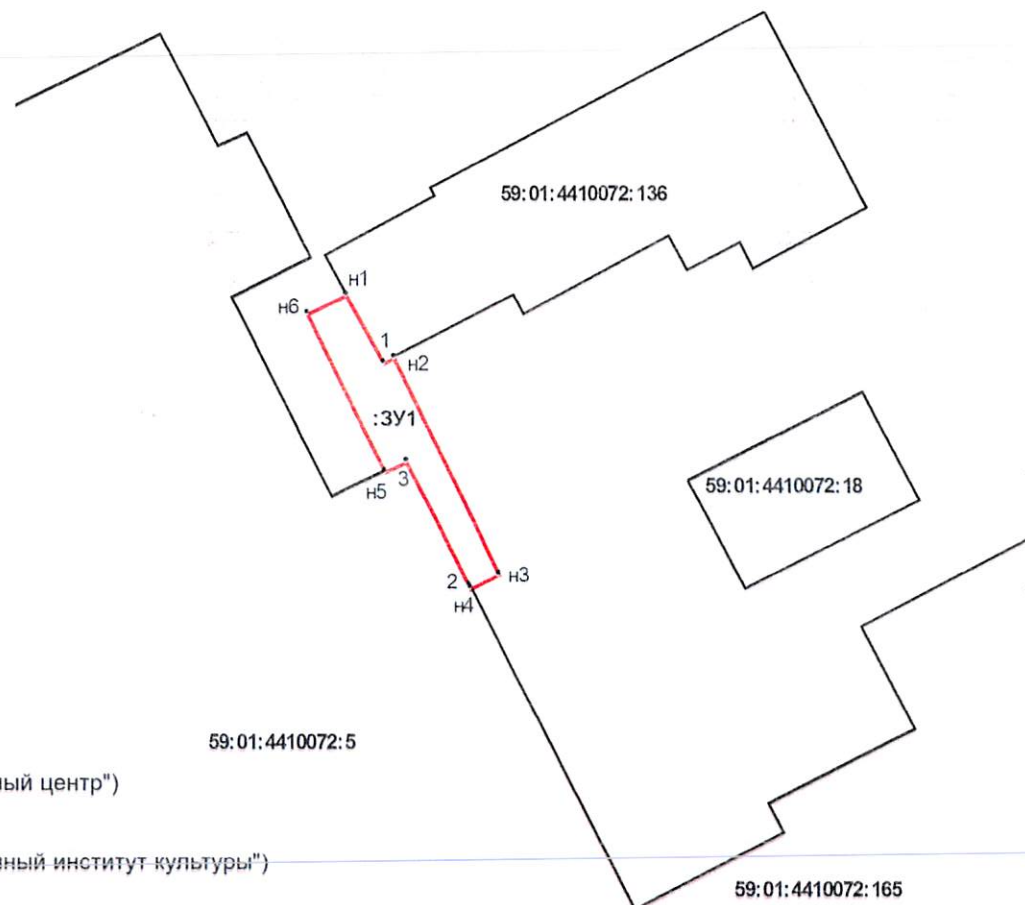 59:01:4410072:136
н1
н6
1
н2
:ЗУ1
3
н5
59:01:4410072:18
2
н3
н4
59:01:4410072:5
ный центр")
нный институт культуры")
59:01:4410072:165